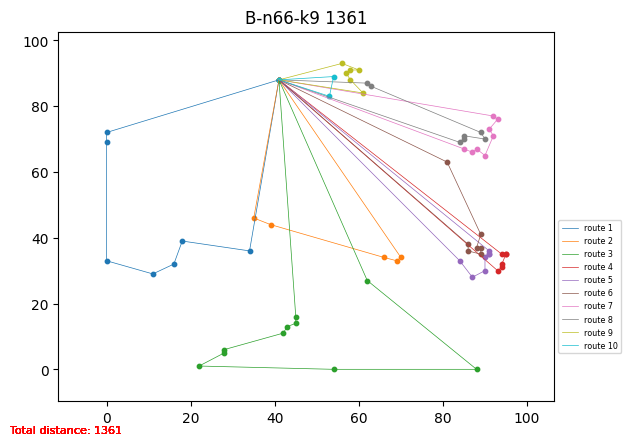 B-n66-k9 1361
100
80
60
40
20
0
0 20 40 60 80 100
route 1
route 2
route 3
route 4
route 5
route 6
route 7
route 8
route 9
route 10
Total distance: 1361